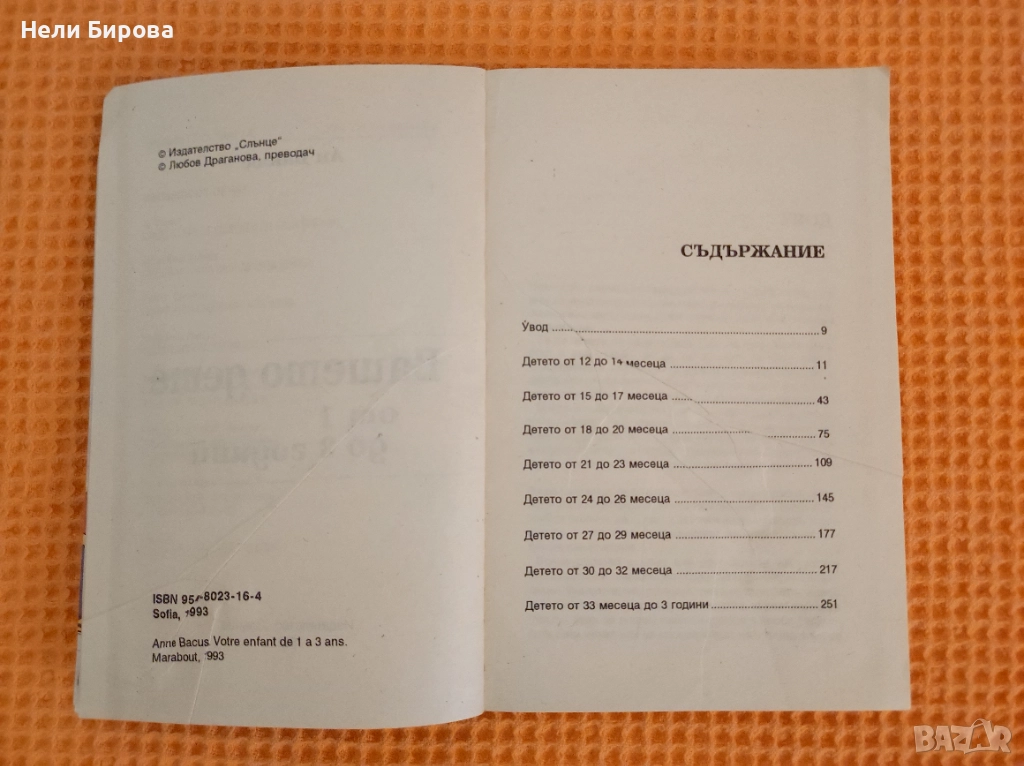 Нели Бирова
© Издателство „Слънце"
© Любов Драганова, преводач
ISBN 954-8023-16-4
Sofia, 1993
Anne Bacus Votre enfant de 1 a 3 ans.
Marabout, 1993
СЪДЪРЖАНИЕ
Увод ........ 9
Детето от 12 до 14 месеца ........ 11
Детето от 15 до 17 месеца ........ 43
Детето от 18 до 20 месеца ........ 75
Детето от 21 до 23 месеца ........ 109
Детето от 24 до 26 месеца ........ 145
Детето от 27 до 29 месеца ........ 177
Детето от 30 до 32 месеца ........ 217
Детето от 33 месеца до 3 години ........ 251
BAZAR